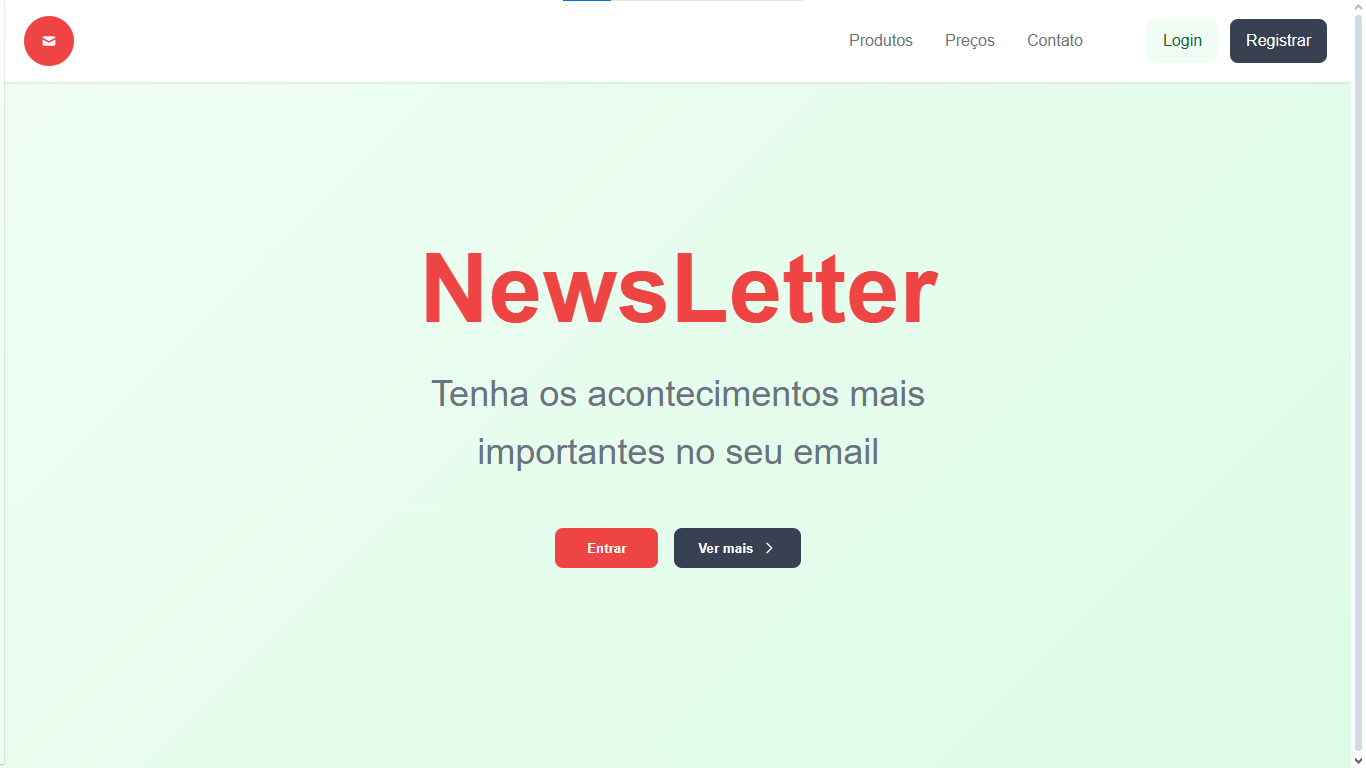 Produtos Preços Contato Login Registrar
NewsLetter
Tenha os acontecimentos mais
importantes no seu email
Entrar Ver mais